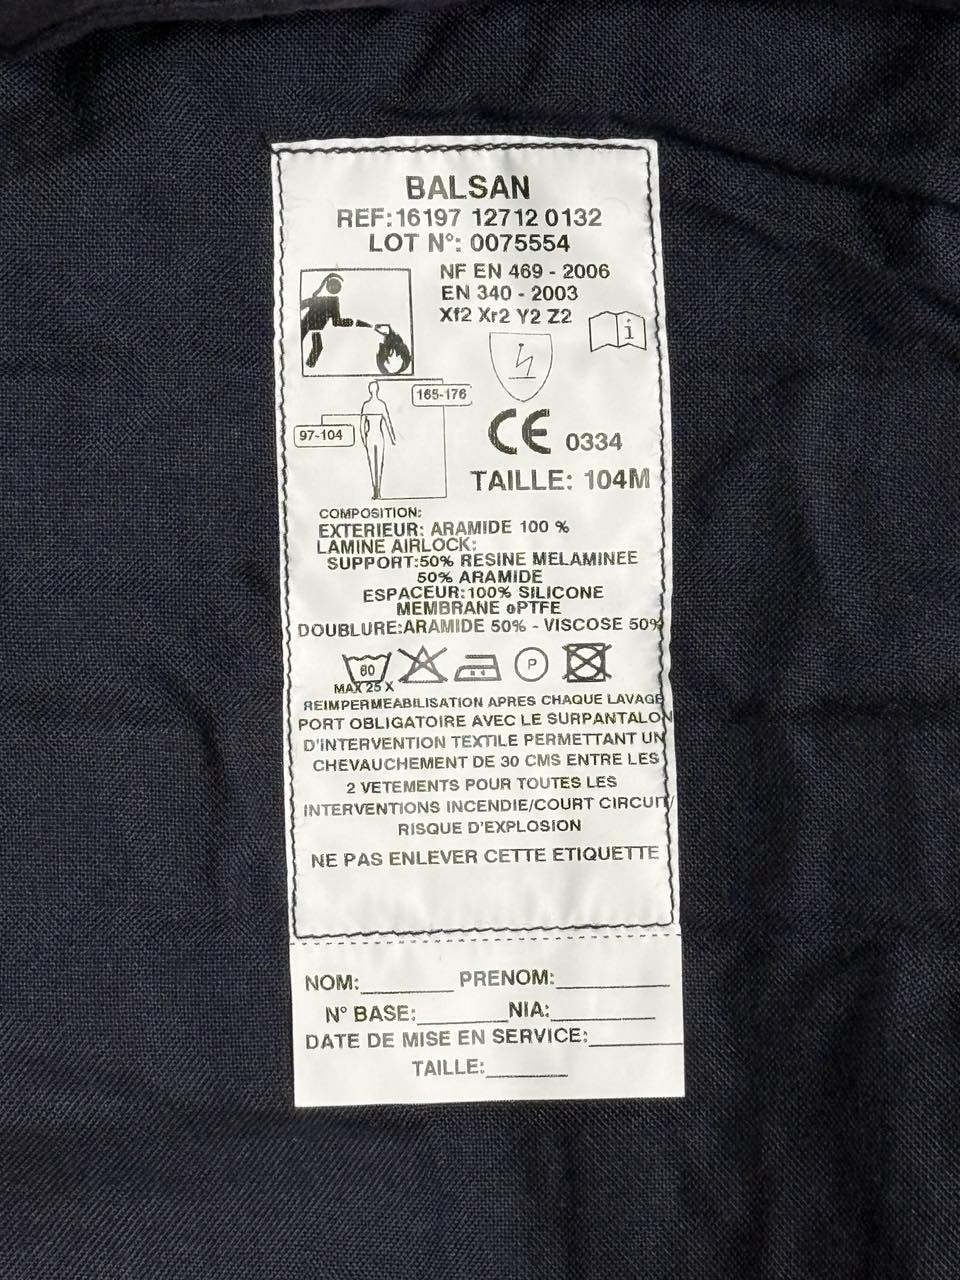 BALSAN
REF:16197 12712 0132
LOT N°: 0075554
NF EN 469 - 2006
EN 340 - 2003
Xf2 Xr2 Y2 Z2
i
165-176
97-104
CE 0334
TAILLE: 104M
COMPOSITION:
EXTERIEUR: ARAMIDE 100 %
LAMINE AIRLOCK:
SUPPORT:50% RESINE MELAMINEE
50% ARAMIDE
ESPACEUR:100% SILICONE
MEMBRANE ePTFE
DOUBLURE:ARAMIDE 50% - VISCOSE 50%
60
P
MAX 25 X
REIMPERMEABILISATION APRES CHAQUE LAVAGE
PORT OBLIGATOIRE AVEC LE SURPANTALON
D'INTERVENTION TEXTILE PERMETTANT UN
CHEVAUCHEMENT DE 30 CMS ENTRE LES
2 VETEMENTS POUR TOUTES LES
INTERVENTIONS INCENDIE/COURT CIRCUIT/
RISQUE D'EXPLOSION
NE PAS ENLEVER CETTE ETIQUETTE
NOM:________ PRENOM:__________
N° BASE:________NIA:_________
DATE DE MISE EN SERVICE:________
TAILLE:_______